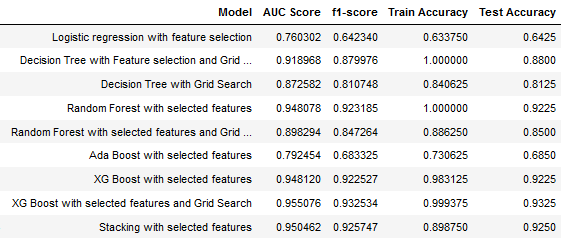 Model AUC Score f1-score Train Accuracy Test Accuracy
Logistic regression with feature selection 0.760302 0.642340 0.633750 0.6425
Decision Tree with Feature selection and Grid ... 0.918968 0.879976 1.000000 0.8800
Decision Tree with Grid Search 0.872582 0.810748 0.840625 0.8125
Random Forest with selected features 0.948078 0.923185 1.000000 0.9225
Random Forest with selected features and Grid ... 0.898294 0.847264 0.886250 0.8500
Ada Boost with selected features 0.792454 0.683325 0.730625 0.6850
XG Boost with selected features 0.948120 0.922527 0.983125 0.9225
XG Boost with selected features and Grid Search 0.955076 0.932534 0.999375 0.9325
Stacking with selected features 0.950462 0.925747 0.898750 0.9250